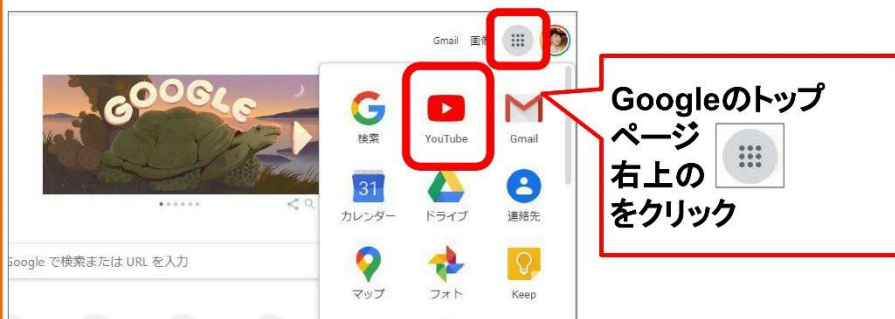 Gmail 画像
GOOGLE
検索 YouTube Gmail
31
カレンダー ドライブ 連絡先
Google で検索または URL を入力
マップ フォト Keep
Googleのトップ
ページ
右上の
をクリック